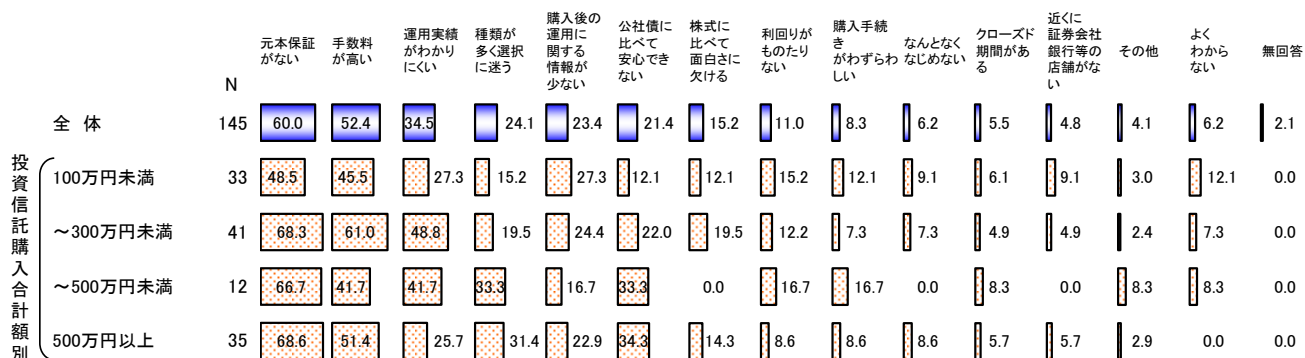 元本保証
がない
手数料
が高い
運用実績
がわかり
にくい
種類が
多く選択
に迷う
購入後の
運用に
関する
情報が
少ない
公社債に
比べて
安心でき
ない
株式に
比べて
面白さに
欠ける
利回りが
ものたり
ない
購入手続
き
がわずらわ
しい
なんとなく
なじめない
クローズド
期間があ
る
近くに
証券会社
銀行等の
店舗がな
い
その他
よく
わから
ない
無回答
N
全 体 145 60.0 52.4 34.5 24.1 23.4 21.4 15.2 11.0 8.3 6.2 5.5 4.8 4.1 6.2 2.1
投資信託購入合計額別
100万円未満 33 48.5 45.5 27.3 15.2 27.3 12.1 12.1 15.2 12.1 9.1 6.1 9.1 3.0 12.1 0.0
～300万円未満 41 68.3 61.0 48.8 19.5 24.4 22.0 19.5 12.2 7.3 7.3 4.9 4.9 2.4 7.3 0.0
～500万円未満 12 66.7 41.7 41.7 33.3 16.7 33.3 0.0 16.7 16.7 0.0 8.3 0.0 8.3 8.3 0.0
500万円以上 35 68.6 51.4 25.7 31.4 22.9 34.3 14.3 8.6 8.6 8.6 5.7 5.7 2.9 0.0 0.0